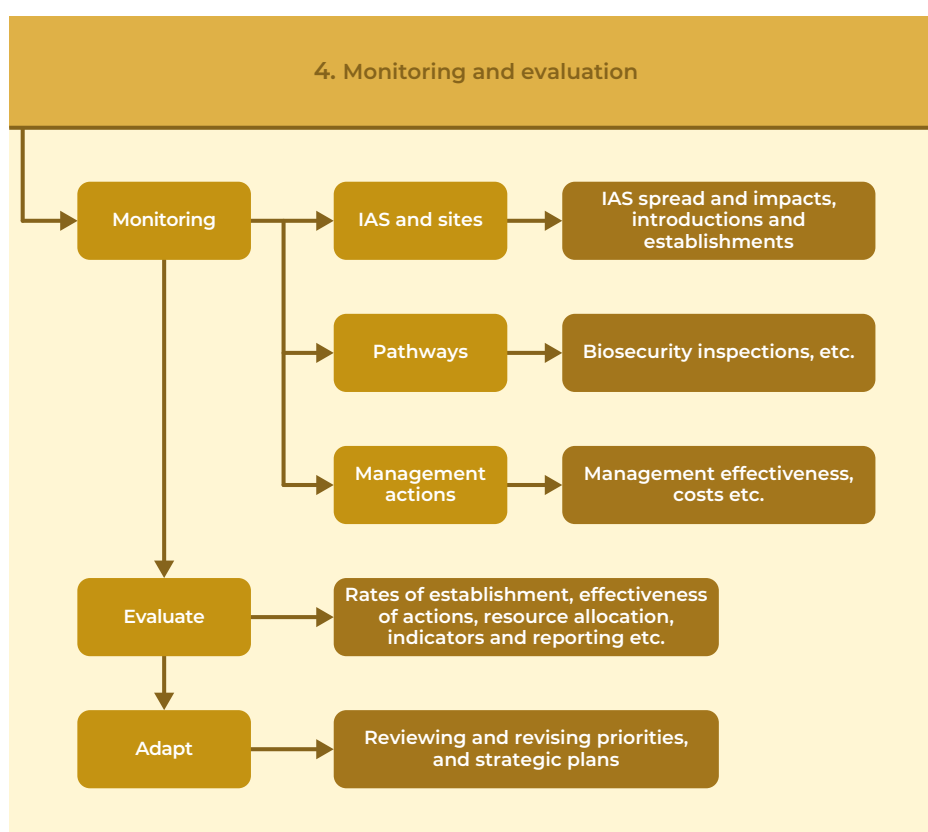 4. Monitoring and evaluation
Monitoring
IAS and sites
IAS spread and impacts,
introductions and
establishments
Pathways
Biosecurity inspections, etc.
Management
actions
Management effectiveness,
costs etc.
Evaluate
Rates of establishment, effectiveness
of actions, resource allocation,
indicators and reporting etc.
Adapt
Reviewing and revising priorities,
and strategic plans